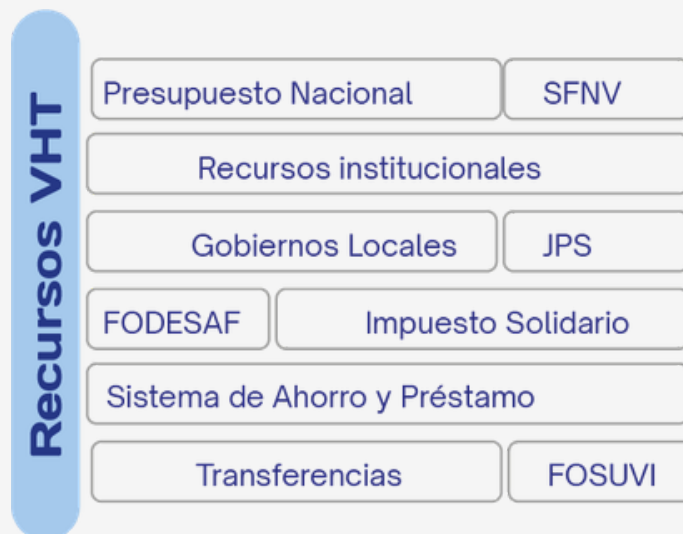 Recursos VHT
Presupuesto Nacional SFNV
Recursos institucionales
Gobiernos Locales JPS
FODESAF Impuesto Solidario
Sistema de Ahorro y Préstamo
Transferencias FOSUVI